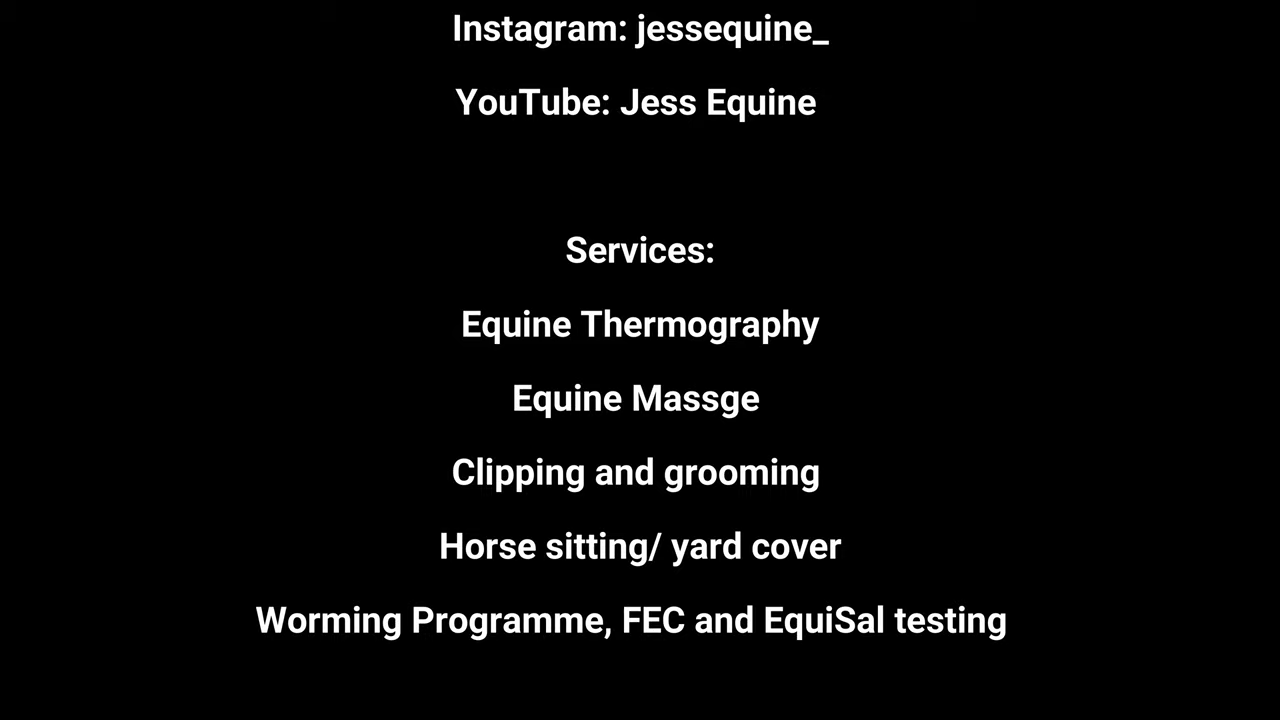 Instagram: jessequine_
YouTube: Jess Equine
Services:
Equine Thermography
Equine Massge
Clipping and grooming
Horse sitting/ yard cover
Worming Programme, FEC and EquiSal testing